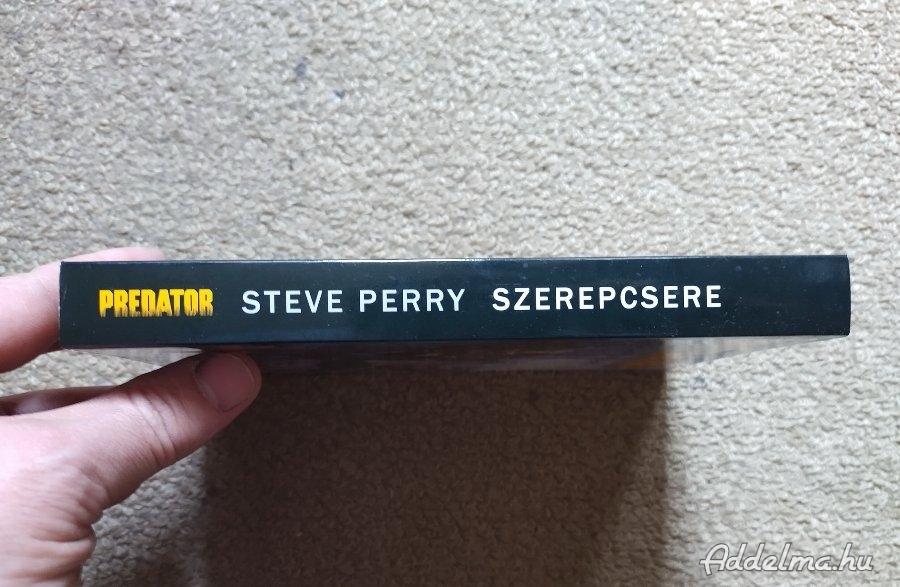 PREDATOR STEVE PERRY SZEREPCSERE
Addelma.hu